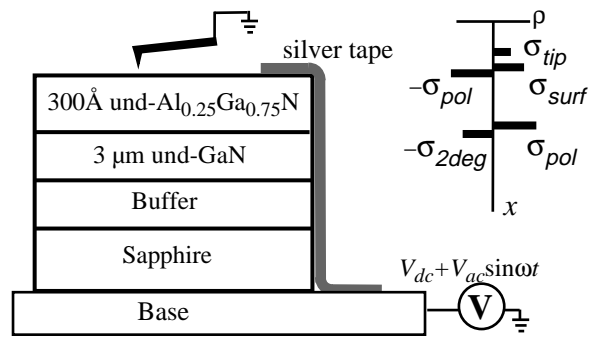 silver tape
300Å und-Al0.25Ga0.75N
3 μm und-GaN
Buffer
Sapphire
Base
Vdc+Vacsinωt
V
ρ
σtip
−σpol
σsurf
−σ2deg
σpol
x